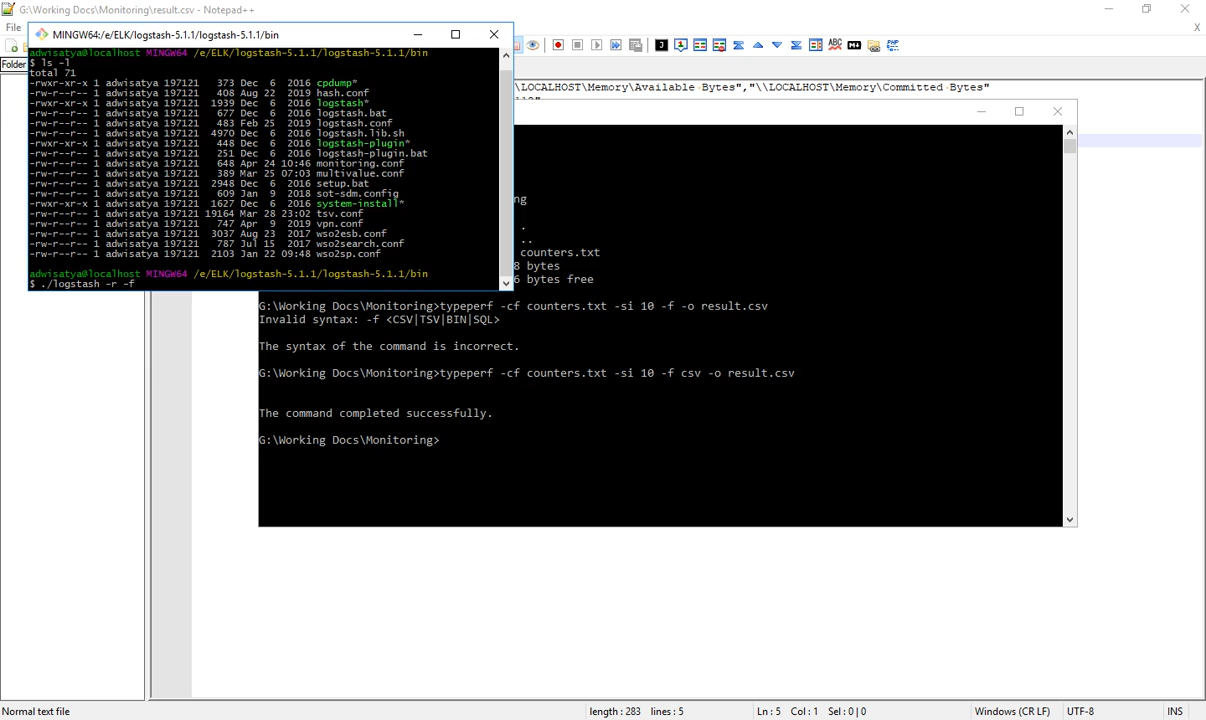 G:\Working Docs\Monitoring\result.csv - Notepad++
File
X
MINGW64:/e/ELK/logstash-5.1.1/logstash-5.1.1/bin
Folder
adwisatya@localhost MINGW64 /e/ELK/logstash-5.1.1/logstash-5.1.1/bin
$ ls -l
total 71
-rwxr-xr-x 1 adwisatya 197121 373 Dec 6 2016 cpdump*
-rw-r--r-- 1 adwisatya 197121 408 Aug 22 2019 hash.conf
-rwxr-xr-x 1 adwisatya 197121 1939 Dec 6 2016 logstash*
-rw-r--r-- 1 adwisatya 197121 677 Dec 6 2016 logstash.bat
-rw-r--r-- 1 adwisatya 197121 483 Feb 25 2019 logstash.conf
-rw-r--r-- 1 adwisatya 197121 4970 Dec 6 2016 logstash.lib.sh
-rwxr-xr-x 1 adwisatya 197121 448 Dec 6 2016 logstash-plugin*
-rw-r--r-- 1 adwisatya 197121 251 Dec 6 2016 logstash-plugin.bat
-rw-r--r-- 1 adwisatya 197121 648 Apr 24 10:46 monitoring.conf
-rw-r--r-- 1 adwisatya 197121 389 Mar 25 07:03 multivalue.conf
-rw-r--r-- 1 adwisatya 197121 2948 Dec 6 2016 setup.bat
-rw-r--r-- 1 adwisatya 197121 609 Jan 9 2018 sot-sdm.config
-rwxr-xr-x 1 adwisatya 197121 1627 Dec 6 2016 system-install*
-rw-r--r-- 1 adwisatya 197121 19164 Mar 28 23:02 tsv.conf
-rw-r--r-- 1 adwisatya 197121 747 Apr 9 2019 vpn.conf
-rw-r--r-- 1 adwisatya 197121 3037 Aug 23 2017 wso2esb.conf
-rw-r--r-- 1 adwisatya 197121 787 Jul 15 2017 wso2search.conf
-rw-r--r-- 1 adwisatya 197121 2103 Jan 22 09:48 wso2sp.conf
adwisatya@localhost MINGW64 /e/ELK/logstash-5.1.1/logstash-5.1.1/bin
$ ./logstash -r -f
\LOCALHOST\Memory\Available Bytes","\\LOCALHOST\Memory\Committed Bytes"
ng
.
..
counters.txt
8 bytes
6 bytes free
G:\Working Docs\Monitoring>typeperf -cf counters.txt -si 10 -f -o result.csv
Invalid syntax: -f <CSV|TSV|BIN|SQL>
The syntax of the command is incorrect.
G:\Working Docs\Monitoring>typeperf -cf counters.txt -si 10 -f csv -o result.csv
The command completed successfully.
G:\Working Docs\Monitoring>
Normal text file
length : 283 lines : 5
Ln : 5 Col : 1 Sel : 0 | 0
Windows (CR LF)
UTF-8
INS